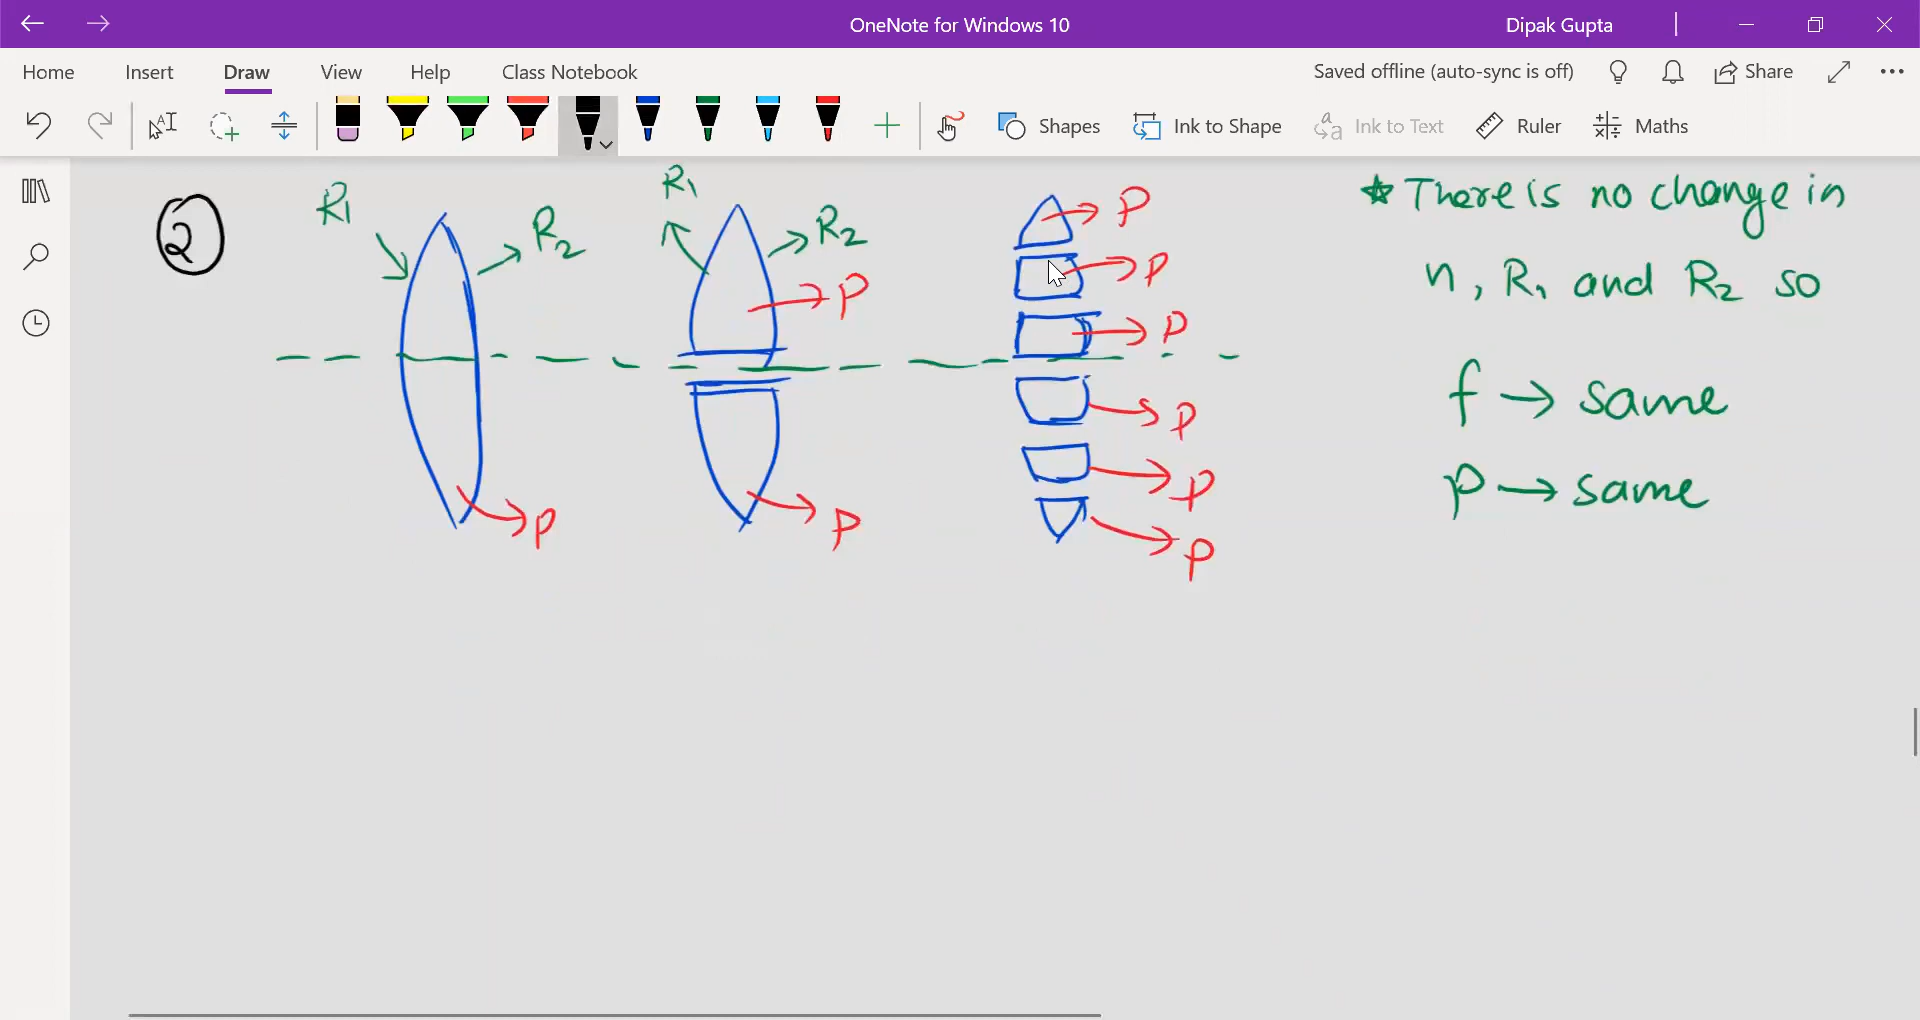 OneNote for Windows 10
Dipak Gupta
Home Insert Draw View Help Class Notebook
Saved offline (auto-sync is off)
Share
Shapes
Ink to Shape
Ink to Text
Ruler
Maths
2
R1
R2
P
R1
R2
P
P
P
P
P
P
P
P
★ There is no change in
n, R1 and R2 so
f → same
P → same